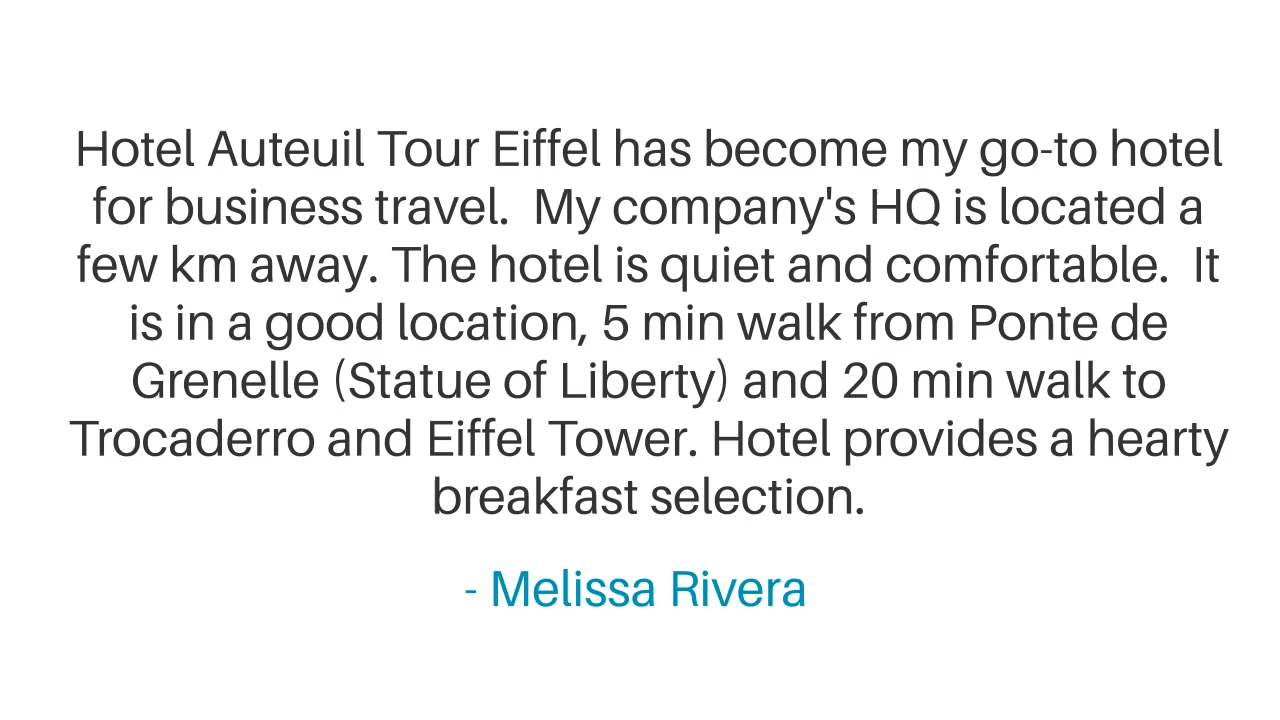 Hotel Auteuil Tour Eiffel has become my go-to hotel
for business travel.  My company's HQ is located a
few km away. The hotel is quiet and comfortable.  It
is in a good location, 5 min walk from Ponte de
Grenelle (Statue of Liberty) and 20 min walk to
Trocaderro and Eiffel Tower. Hotel provides a hearty
breakfast selection.
- Melissa Rivera